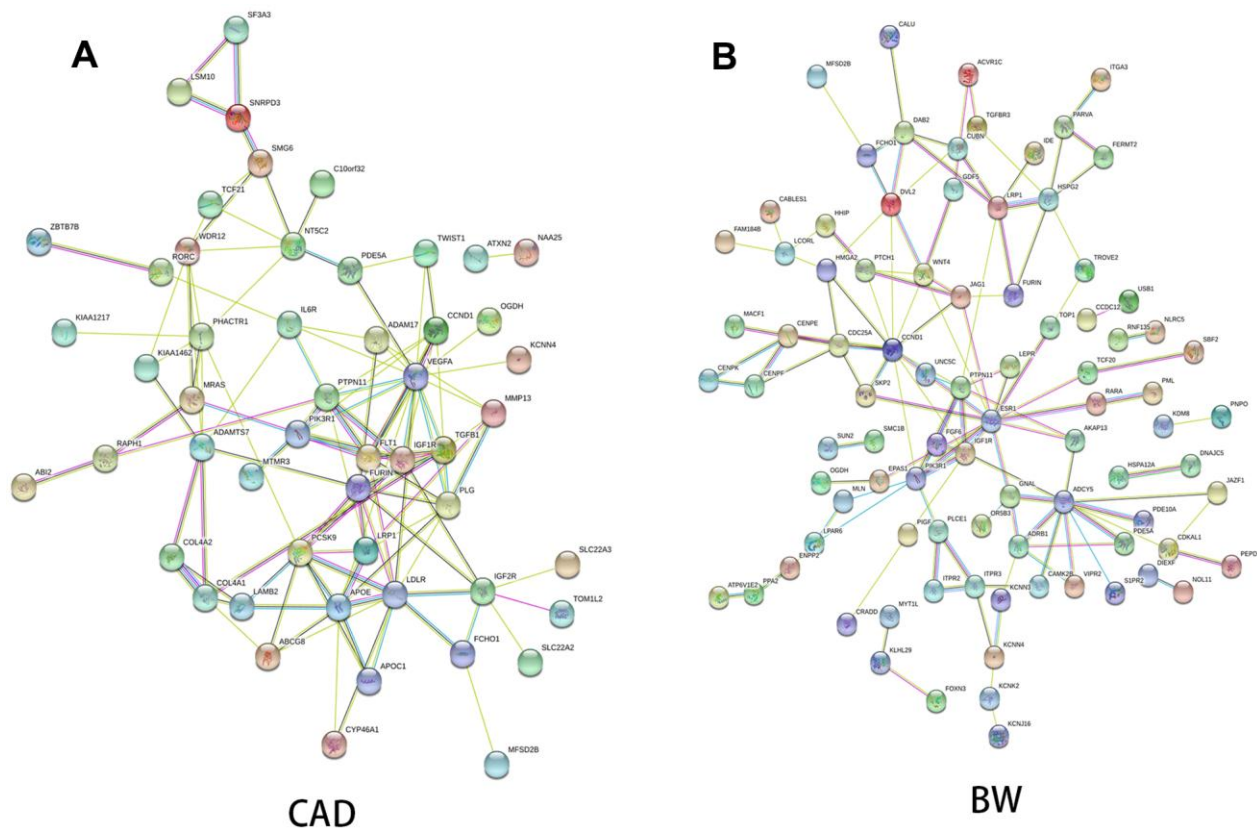 A
SF3A3
LSM10
SNRPD3
SMG6
C10orf32
TCF21
NT5C2
ZBTB7B
WDR12
RORC
PDE5A
TWIST1
ATXN2
NAA25
KIAA1217
PHACTR1
IL6R
ADAM17
CCND1
OGDH
KIAA1462
VEGFA
KCNN4
MRAS
PTPN11
MMP13
PIK3R1
RAPH1
ADAMTS7
FLT1
IGF1R
TGFB1
ABI2
MTMR3
FURIN
PLG
PCSK9
LRP1
COL4A2
COL4A1
LAMB2
APOE
LDLR
IGF2R
SLC22A3
TOM1L2
ABCG8
APOC1
FCHO1
SLC22A2
CYP46A1
MFSD2B
CAD
B
CALU
MFSD2B
ACVR1C
ITGA3
DAB2
TGFBR3
PARVA
FCHO1
CUBN
IDE
FERMT2
DVL2
GDF5
LRP1
HSPG2
CABLES1
HHIP
FAM184B
LCORL
HMGA2
PTCH1
WNT4
TROVE2
JAG1
FURIN
USB1
CCDC12
MACF1
CENPE
CDC25A
CCND1
TOP1
RNF135
NLRC5
UNC5C
LEPR
TCF20
SBF2
CENPK
CENPF
SKP2
PTPN11
RARA
PML
ESR1
KDM8
PNPO
SUN2
SMC1B
FGF6
IGF1R
AKAP13
OGDH
EPAS1
PIK3R1
HSPA12A
DNAJC5
MLN
GNAL
ADCY5
JAZF1
LPAR6
PIGF
PLCE1
OR5B3
PDE10A
ADRB1
PDE5A
CDKAL1
ENPP2
PEPD
ATP6V1E2
PPA2
ITPR2
ITPR3
CAMK2B
VIPR2
DIEXF
S1PR2
NOL11
CRADD
MYT1L
KCNN3
KLHL29
KCNN4
FOXN3
KCNK2
KCNJ16
BW